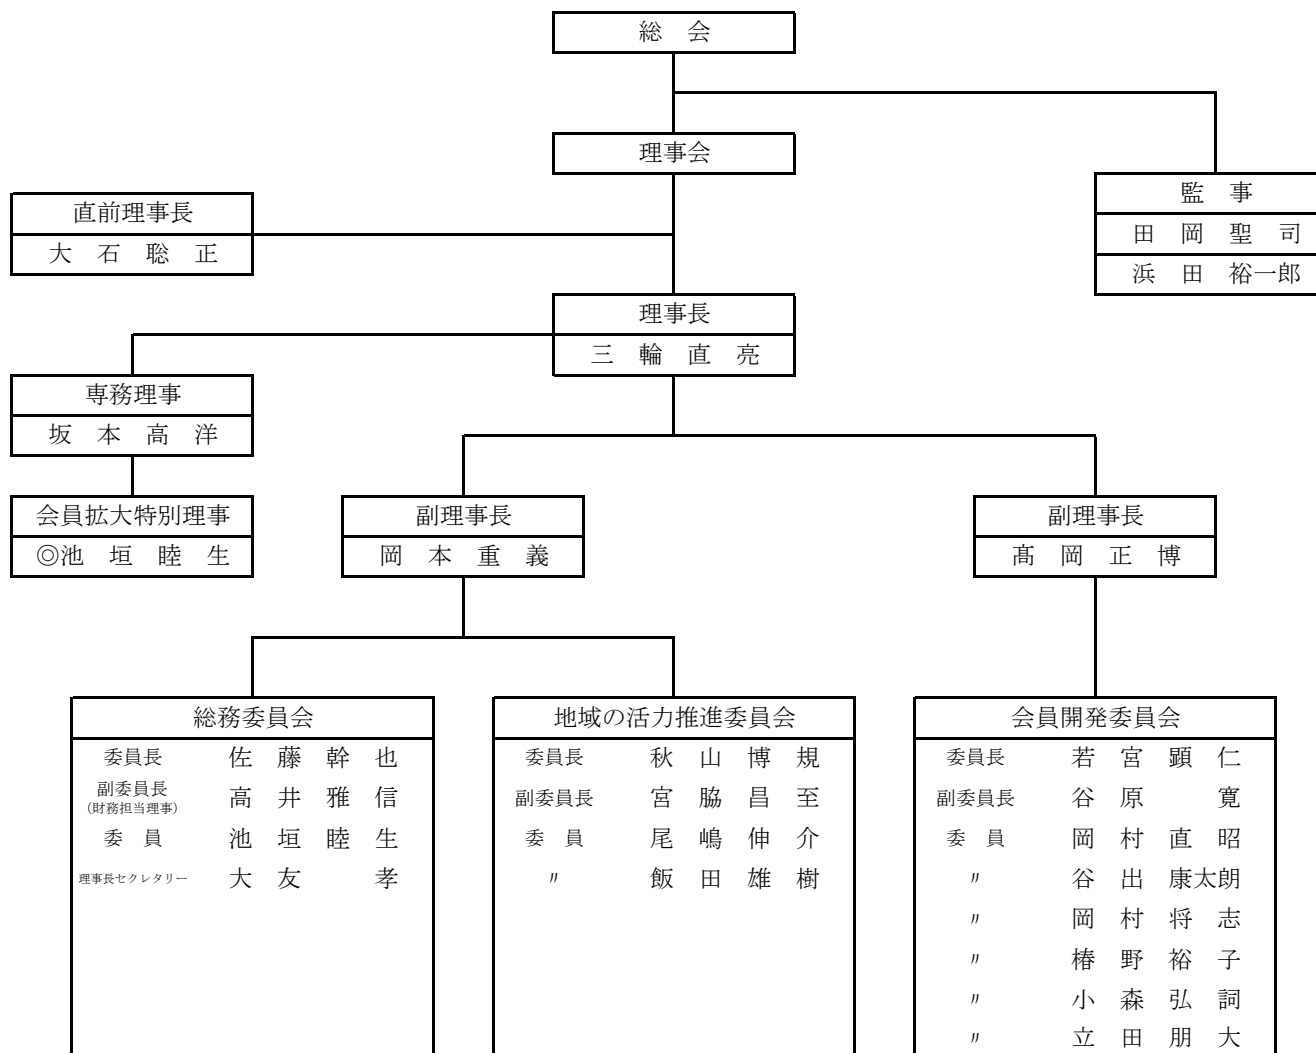 総　会
理事会
監　事
田　岡　聖　司
浜　田　裕一郎
直前理事長
大　石　聡　正
理事長
三　輪　直　亮
専務理事
坂　本　高　洋
会員拡大特別理事
◎池　垣　睦　生
副理事長
岡　本　重　義
副理事長
髙　岡　正　博
総務委員会
委員長　佐　藤　幹　也
副委員長
(財務担当理事)　高　井　雅　信
委　員　池　垣　睦　生
理事長セクレタリー　大　友　　　孝
地域の活力推進委員会
委員長　秋　山　博　規
副委員長　宮　脇　昌　至
委　員　尾　嶋　伸　介
〃　飯　田　雄　樹
会員開発委員会
委員長　若　宮　顕　仁
副委員長　谷　原　　　寛
委　員　岡　村　直　昭
〃　谷　出　康太朗
〃　岡　村　将　志
〃　椿　野　裕　子
〃　小　森　弘　詞
〃　立　田　朋　大